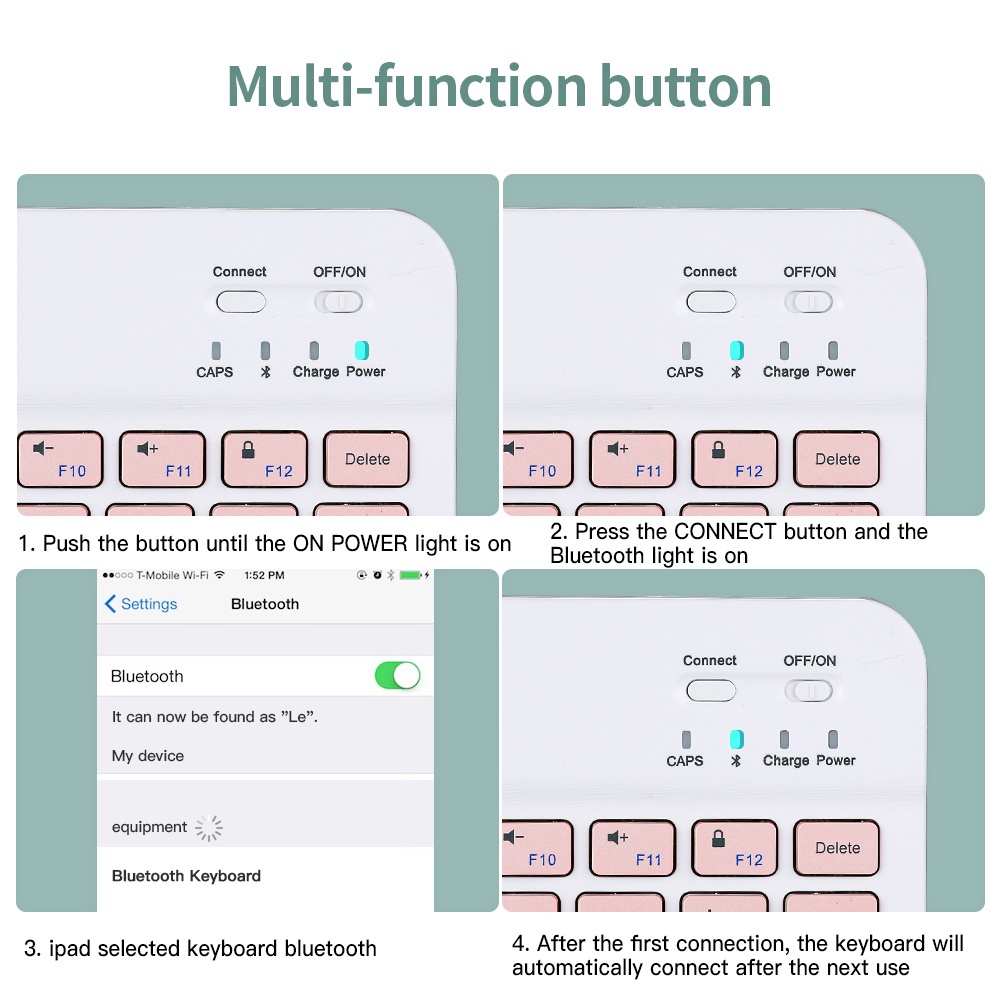 Multi-function button
Connect OFF/ON
CAPS Charge Power
F10 F11 F12 Delete
1. Push the button until the ON POWER light is on
Connect OFF/ON
CAPS Charge Power
F10 F11 F12 Delete
2. Press the CONNECT button and the
Bluetooth light is on
T-Mobile Wi-Fi 1:52 PM
Settings Bluetooth
Bluetooth
It can now be found as ”Le”.
My device
equipment
Bluetooth Keyboard
3. ipad selected keyboard bluetooth
Connect OFF/ON
CAPS Charge Power
F10 F11 F12 Delete
4. After the first connection, the keyboard will
automatically connect after the next use